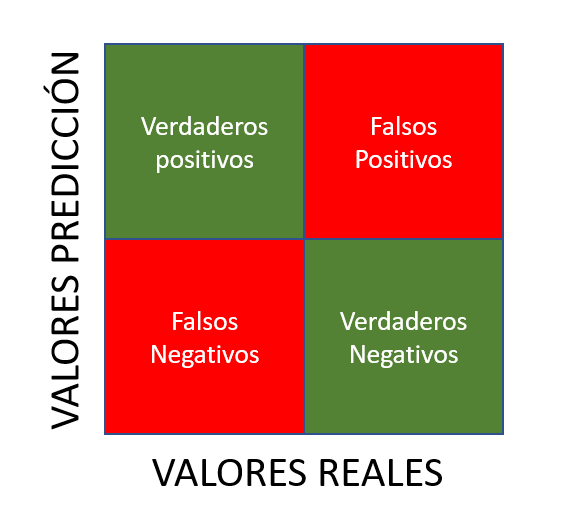 VALORES PREDICCIÓN
Verdaderos
positivos
Falsos
Positivos
Falsos
Negativos
Verdaderos
Negativos
VALORES REALES